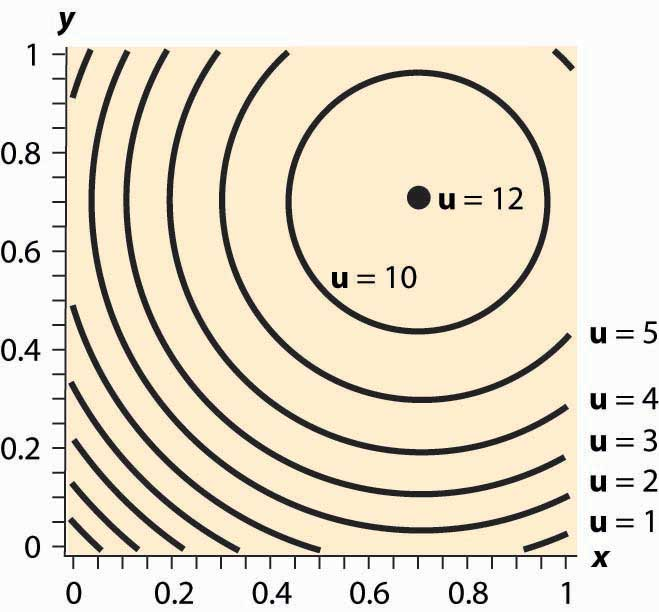 y
1
0.8
u = 12
0.6
u = 10
u = 5
0.4
u = 4
u = 3
0.2
u = 2
u = 1
0
x
0 0.2 0.4 0.6 0.8 1